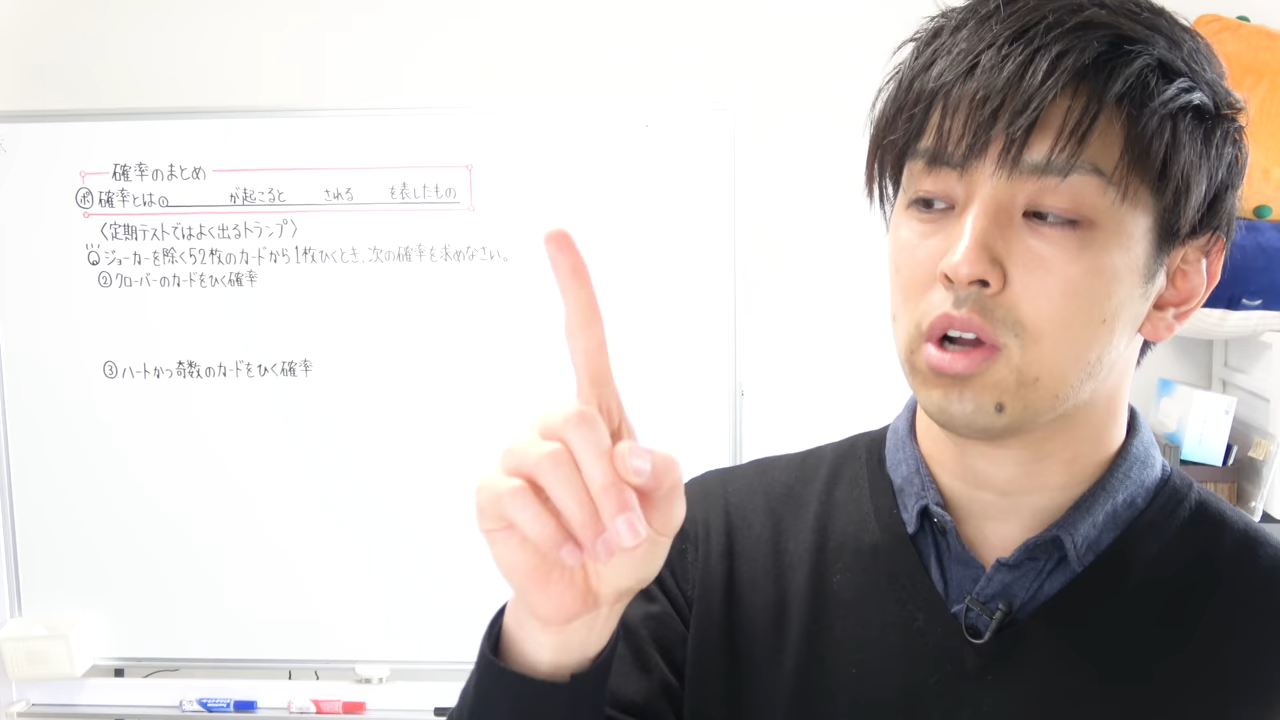 確率のまとめ
ポ 確率とは① が起こると される を表したもの
〈定期テストではよく出るトランプ〉
Q ジョーカーを除く52枚のカードから1枚ひくとき、次の確率を求めなさい。
② クローバーのカードをひく確率
③ ハートかつ奇数のカードをひく確率